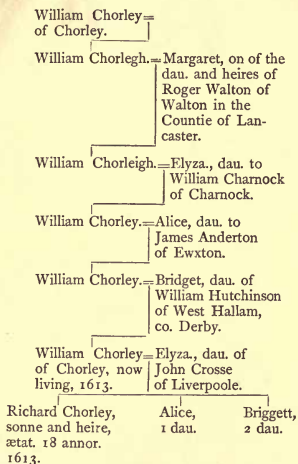 William Chorley=
of Chorley.
William Chorlegh.=Margaret, on of the
dau. and heires of
Roger Walton of
Walton in the
Countie of Lan-
caster.
William Chorleigh.=Elyza., dau. to
William Charnock
of Charnock.
William Chorley.=Alice, dau. to
James Anderton
of Ewxton.
William Chorley.=Bridget, dau. of
William Hutchinson
of West Hallam,
co. Derby.
William Chorley=Elyza., dau. of
of Chorley, now John Crosse
living, 1613. of Liverpoole.
Richard Chorley, Alice, Briggett,
sonne and heire, 1 dau. 2 dau.
ætat. 18 annor.
1613.